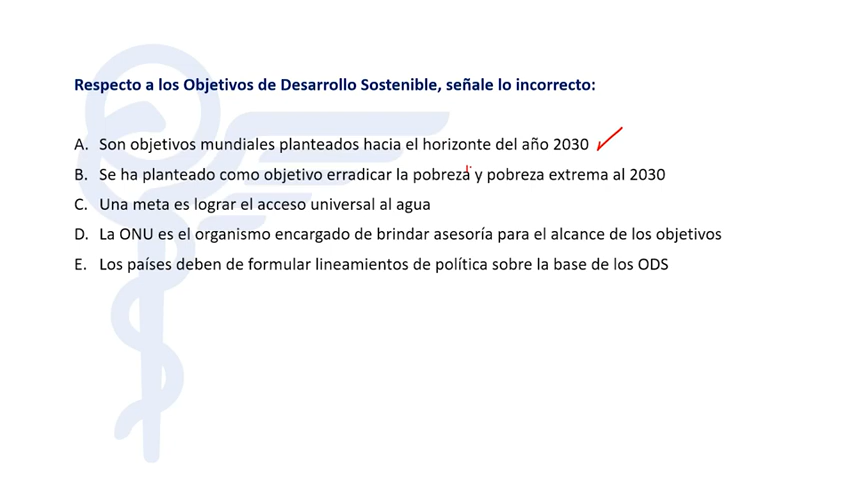 Respecto a los Objetivos de Desarrollo Sostenible, señale lo incorrecto:
A. Son objetivos mundiales planteados hacia el horizonte del año 2030
B. Se ha planteado como objetivo erradicar la pobreza y pobreza extrema al 2030
C. Una meta es lograr el acceso universal al agua
D. La ONU es el organismo encargado de brindar asesoría para el alcance de los objetivos
E. Los países deben de formular lineamientos de política sobre la base de los ODS